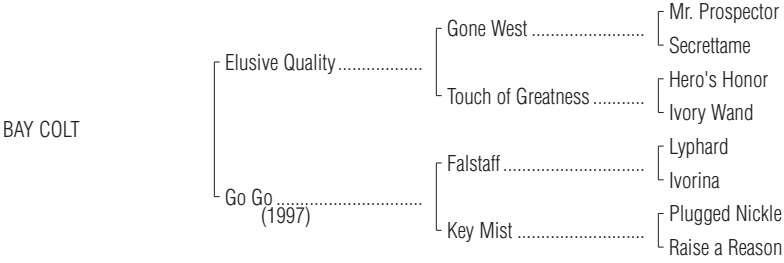 Mr. Prospector
Gone West ........................
Secrettame
Elusive Quality..................
Hero's Honor
Touch of Greatness ...........
Ivory Wand
BAY COLT
Lyphard
Falstaff..............................
Ivorina
Go Go ...............................
(1997)
Plugged Nickle
Key Mist ...........................
Raise a Reason